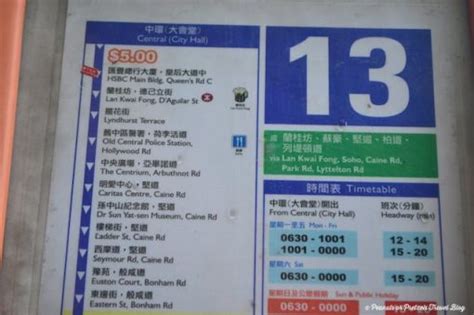 中環(大會堂)
Central (City Hall)
$5.00
滙豐總行大廈,皇后大道中
HSBC Main Bldg, Queen's Rd C
蘭桂坊、德己立街
Lan Kwai Fong, D'Aguilar St
擺花街
Lyndhurst Terrace
舊中區警署、荷李活道
Old Central Police Station,
Hollywood Rd
中央廣場、亞畢諾道
The Centrium, Arbuthnot Rd
明愛中心、堅道
Caritas Centre, Caine Rd
孫中山紀念館、堅道
Dr Sun Yat-sen Museum, Caine Rd
樓梯街、堅道
Ladder St, Caine Rd
西摩道、堅道
Seymour Rd, Caine Rd
豫苑、般咸道
Euston Court, Bonham Rd
東邊街、般咸道
Eastern St, Bonham Rd
13
蘭桂坊、蘇豪、堅道、柏道、
列堤頓道
via Lan Kwai Fong, Soho, Caine Rd,
Park Rd, Lyttelton Rd
時間表 Timetable
中環(大會堂)開出
From Central (City Hall)
班次(分鐘)
Headway (min)
星期一至五 Mon - Fri
0630 - 1001
12 - 14
1001 - 0000
15 - 20
星期六 Sat
0630 - 0000
15 - 20
星期日及公眾假期 Sun & Public Holiday
0630 - 0000